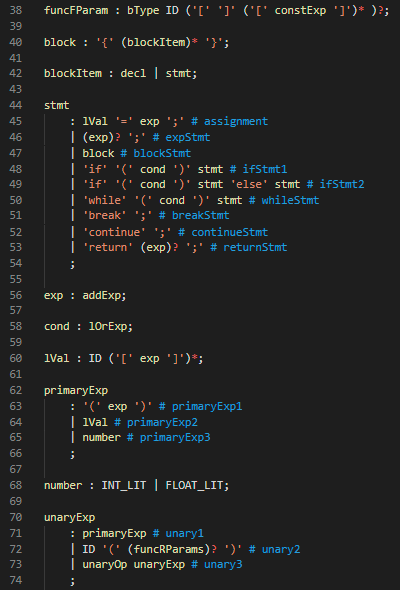 38 funcFParam : bType ID ('[' ']' ('[' constExp ']')* )?;
39
40 block : '{' (blockItem)* '}';
41
42 blockItem : decl | stmt;
43
44 stmt
45 : lVal '=' exp ';' # assignment
46 | (exp)? ';' # expStmt
47 | block # blockStmt
48 | 'if' '(' cond ')' stmt # ifStmt1
49 | 'if' '(' cond ')' stmt 'else' stmt # ifStmt2
50 | 'while' '(' cond ')' stmt # whileStmt
51 | 'break' ';' # breakStmt
52 | 'continue' ';' # continueStmt
53 | 'return' (exp)? ';' # returnStmt
54 ;
55
56 exp : addExp;
57
58 cond : lOrExp;
59
60 lVal : ID ('[' exp ']')*;
61
62 primaryExp
63 : '(' exp ')' # primaryExp1
64 | lVal # primaryExp2
65 | number # primaryExp3
66 ;
67
68 number : INT_LIT | FLOAT_LIT;
69
70 unaryExp
71 : primaryExp # unary1
72 | ID '(' (funcRParams)? ')' # unary2
73 | unaryOp unaryExp # unary3
74 ;